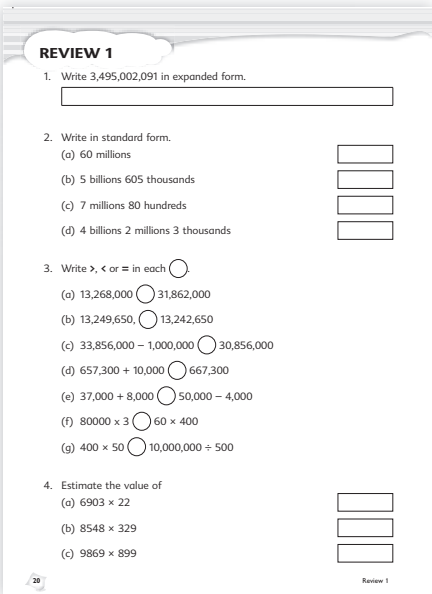 REVIEW 1
1. Write 3,495,002,091 in expanded form.
2. Write in standard form.
(a) 60 millions
(b) 5 billions 605 thousands
(c) 7 millions 80 hundreds
(d) 4 billions 2 millions 3 thousands
3. Write >, < or = in each ◯.
(a) 13,268,000 ◯ 31,862,000
(b) 13,249,650, ◯ 13,242,650
(c) 33,856,000 − 1,000,000 ◯ 30,856,000
(d) 657,300 + 10,000 ◯ 667,300
(e) 37,000 + 8,000 ◯ 50,000 − 4,000
(f) 80000 x 3 ◯ 60 × 400
(g) 400 × 50 ◯ 10,000,000 ÷ 500
4. Estimate the value of
(a) 6903 × 22
(b) 8548 × 329
(c) 9869 × 899
20
Review 1